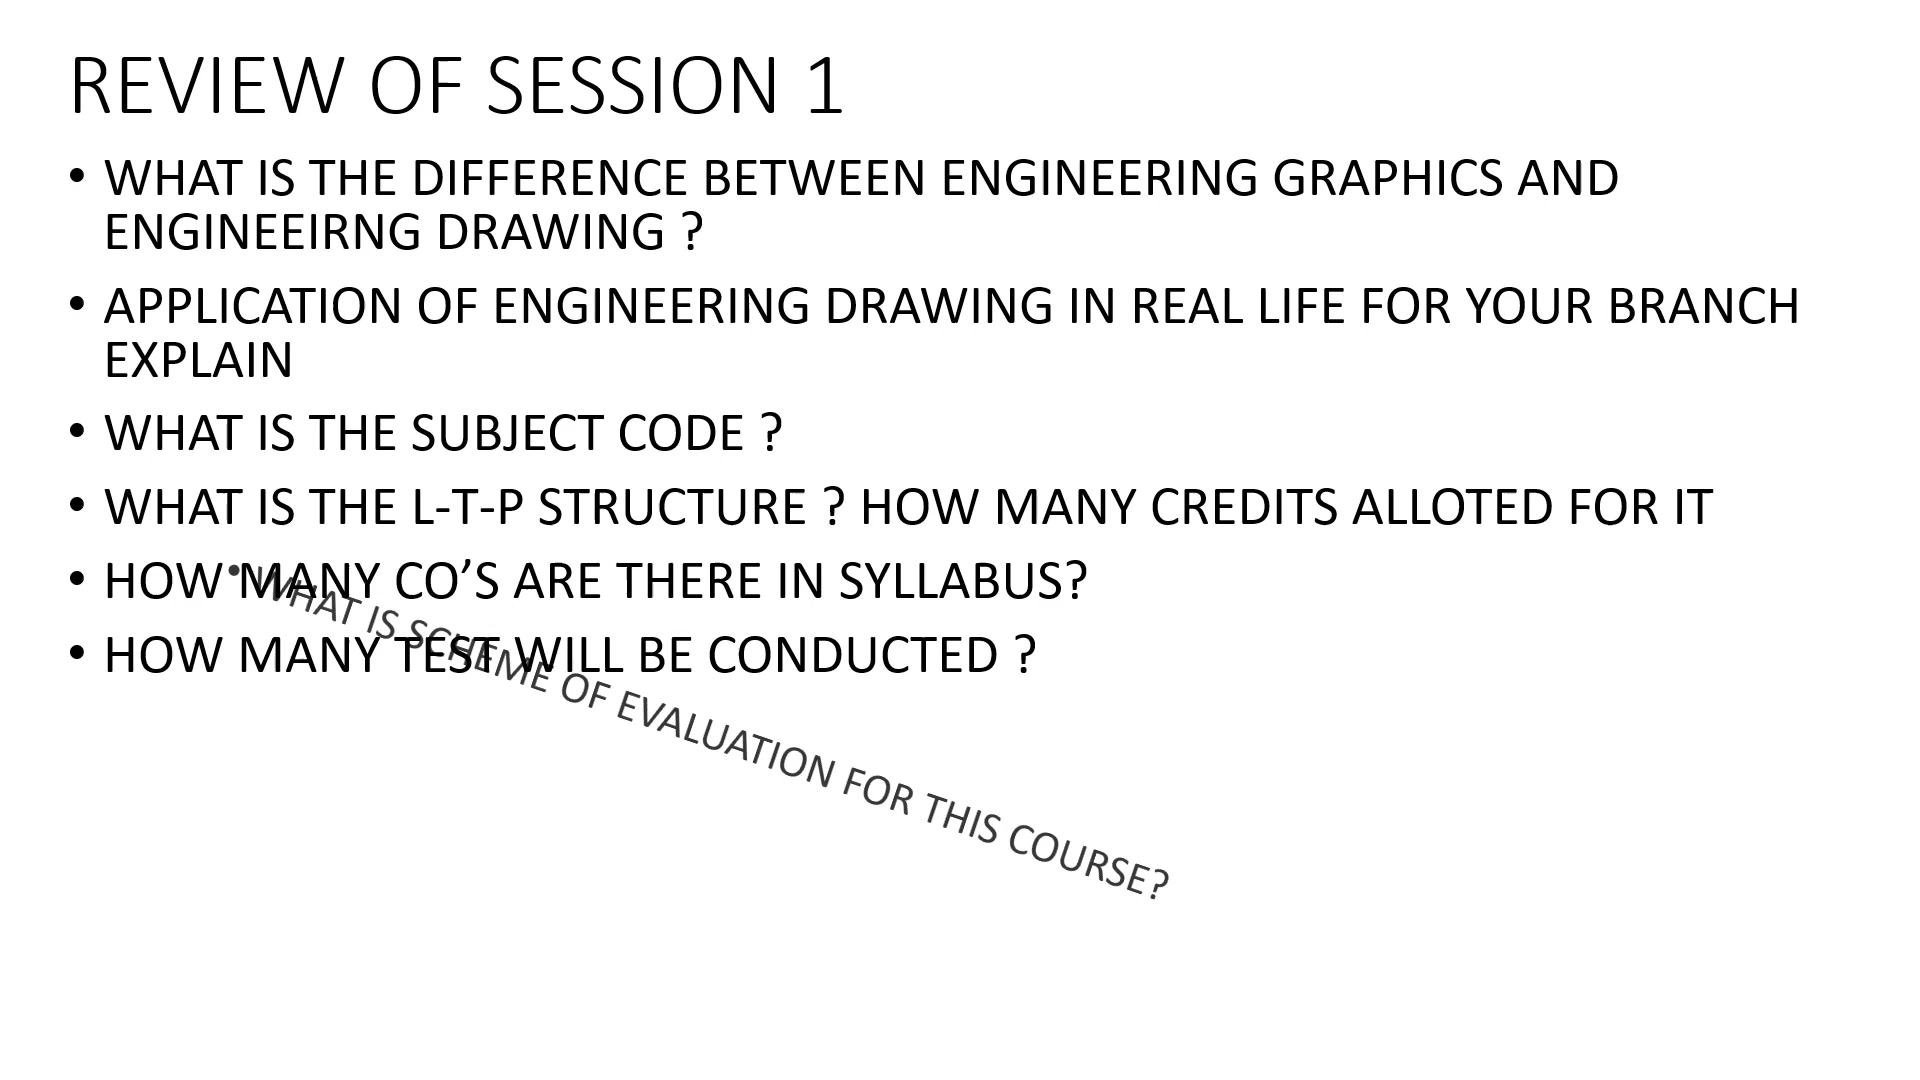 REVIEW OF SESSION 1
• WHAT IS THE DIFFERENCE BETWEEN ENGINEERING GRAPHICS AND
ENGINEEIRNG DRAWING ?
• APPLICATION OF ENGINEERING DRAWING IN REAL LIFE FOR YOUR BRANCH
EXPLAIN
• WHAT IS THE SUBJECT CODE ?
• WHAT IS THE L-T-P STRUCTURE ? HOW MANY CREDITS ALLOTED FOR IT
• HOW MANY CO’S ARE THERE IN SYLLABUS?
• HOW MANY TEST WILL BE CONDUCTED ?
• WHAT IS SCHEME OF EVALUATION FOR THIS COURSE?